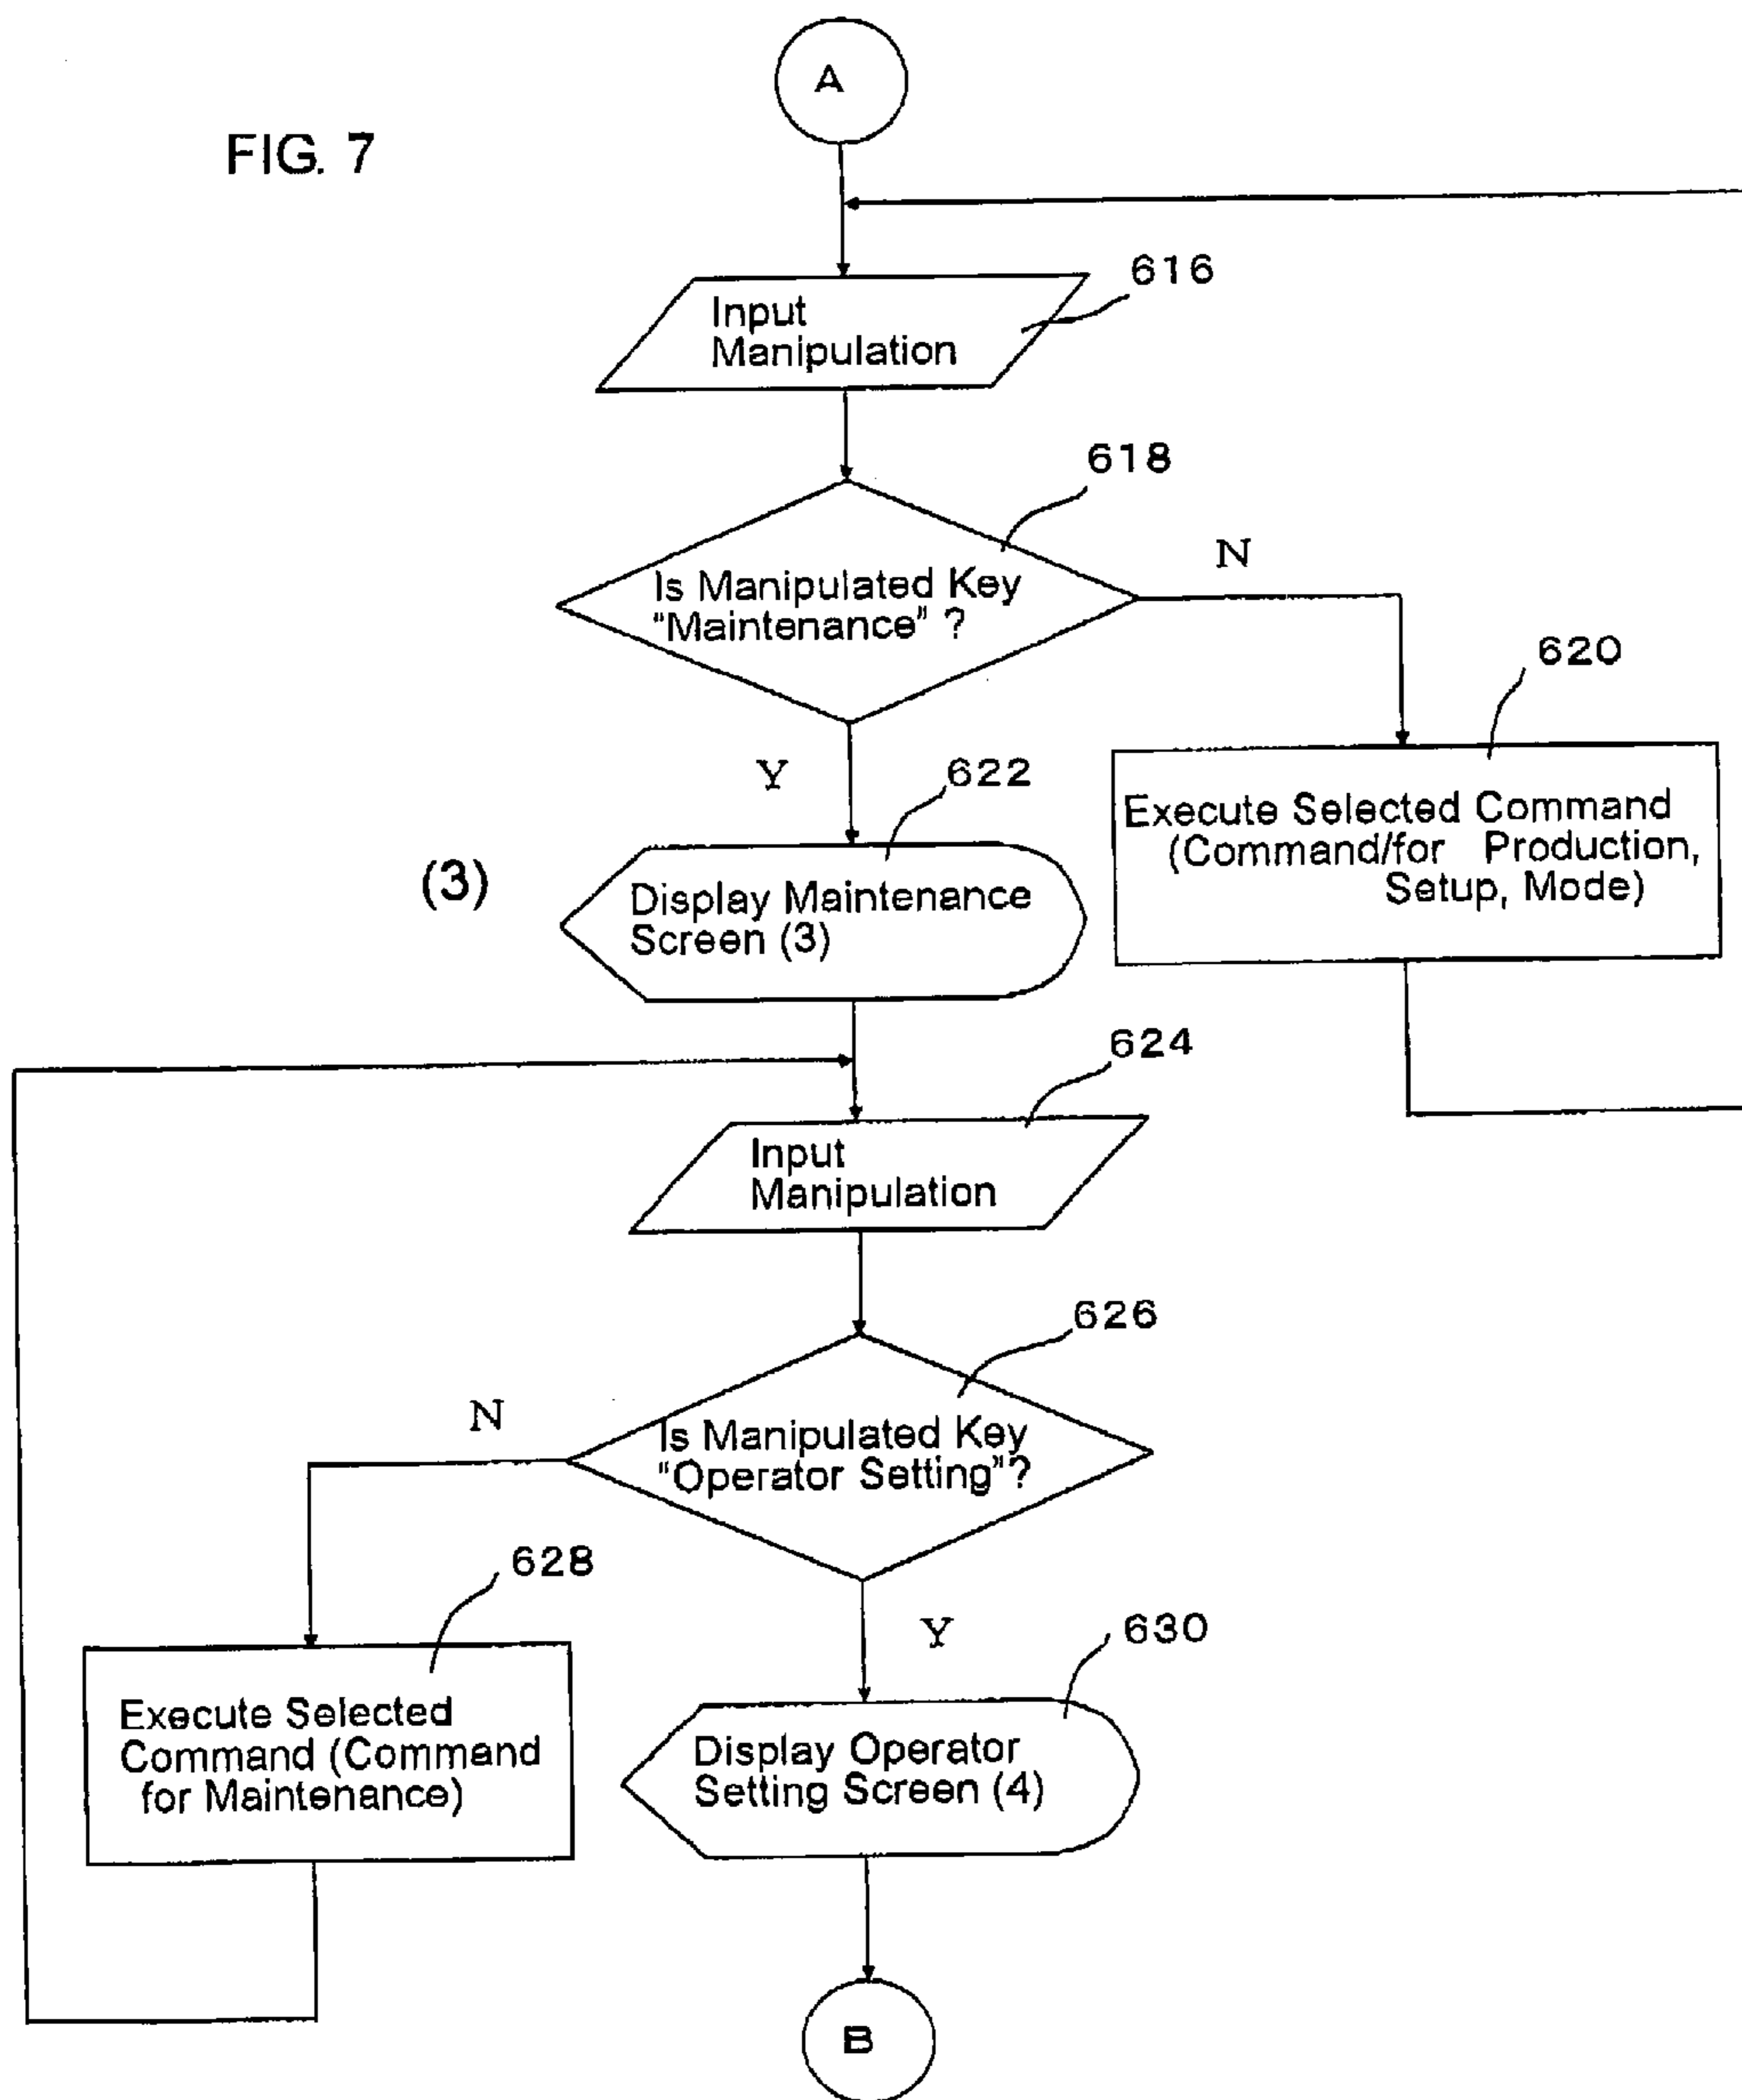 A
FIG. 7
616
Input
Manipulation
618
Is Manipulated Key
"Maintenance" ?
N
620
Execute Selected Command
(Command/for Production,
Setup, Mode)
Y
622
(3)
Display Maintenance
Screen (3)
624
Input
Manipulation
626
Is Manipulated Key
"Operator Setting"?
N
628
Execute Selected
Command (Command
for Maintenance)
Y
630
Display Operator
Setting Screen (4)
B